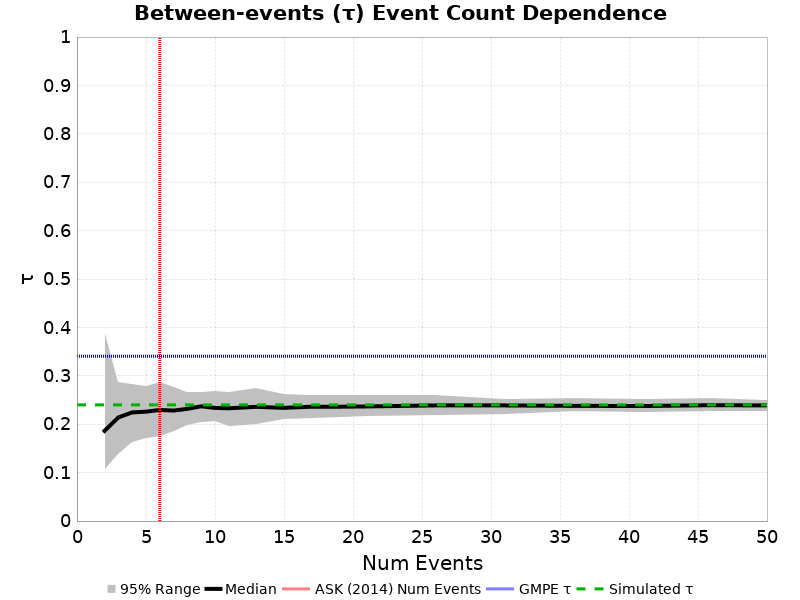 Between-events (τ) Event Count Dependence
1
0.9
0.8
0.7
0.6
0.5
0.4
0.3
0.2
0.1
0
τ
0 5 10 15 20 25 30 35 40 45 50
Num Events
95% Range Median ASK (2014) Num Events GMPE τ Simulated τ